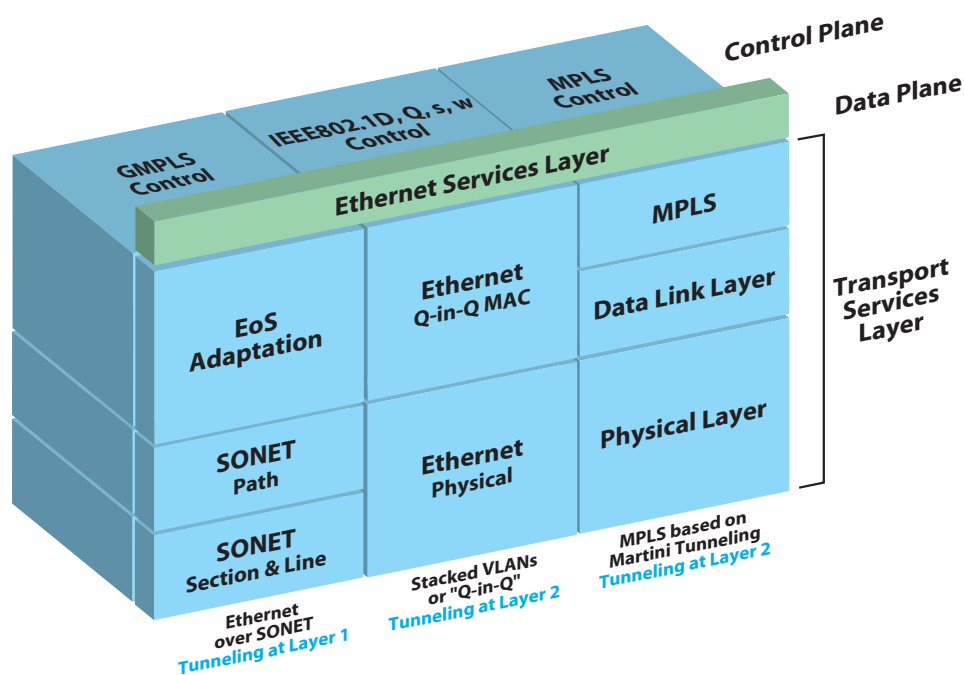 Control Plane
Data Plane
GMPLS
Control
IEEE802.1D, Q, s, w
Control
MPLS
Control
Ethernet Services Layer
EoS
Adaptation
SONET
Path
SONET
Section & Line
Ethernet
Q-in-Q MAC
Ethernet
Physical
MPLS
Data Link Layer
Physical Layer
Transport
Services
Layer
Ethernet
over SONET
Tunneling at Layer 1
Stacked VLANs
or "Q-in-Q"
Tunneling at Layer 2
MPLS based on
Martini Tunneling
Tunneling at Layer 2